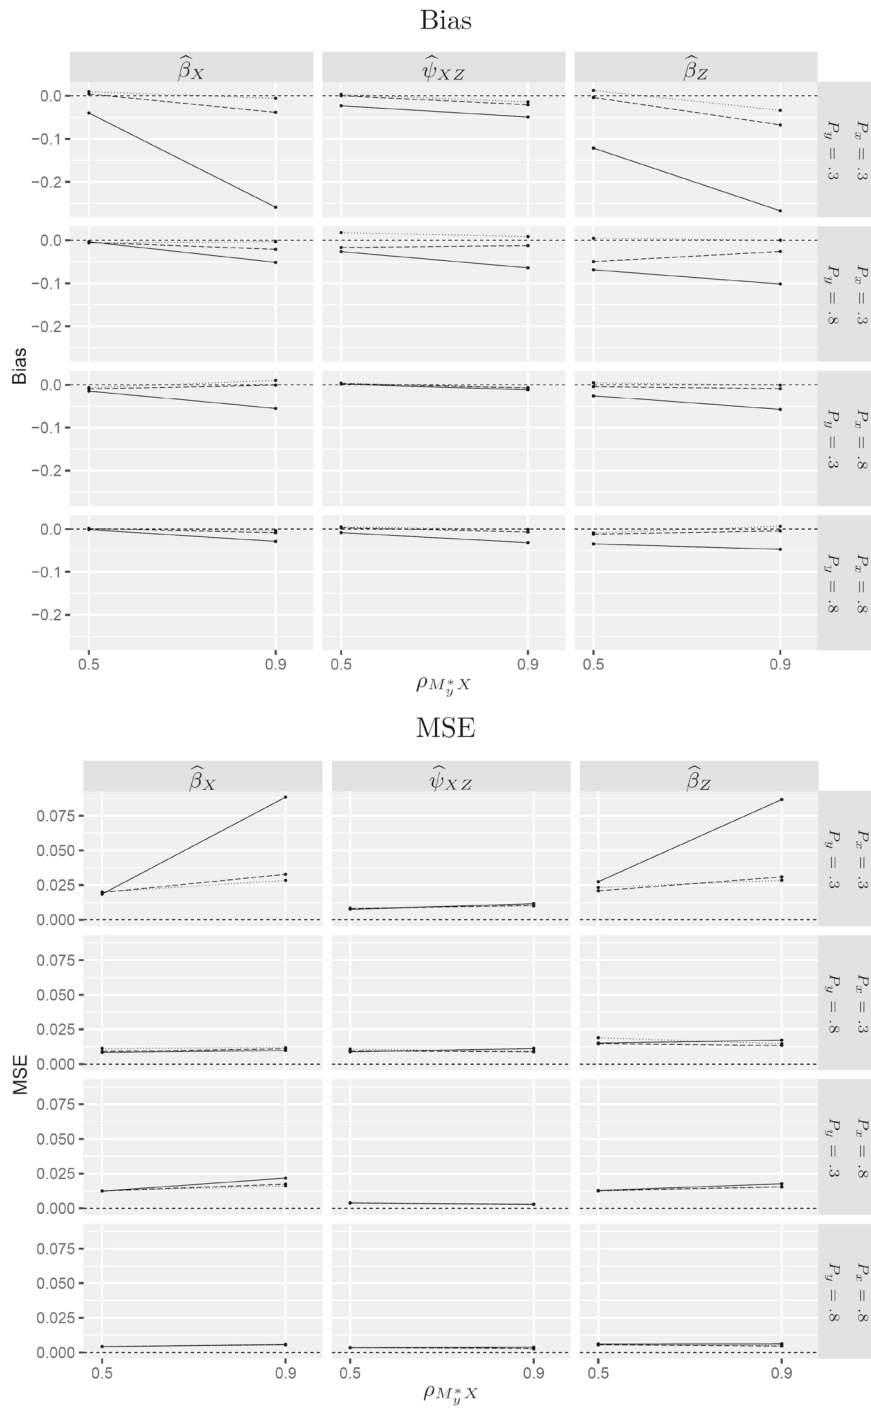 Bias
β̂_X ψ̂_XZ β̂_Z
0.0
−0.1
−0.2
P_x = .3
P_y = .3
0.0
−0.1
−0.2
P_x = .3
P_y = .8
Bias
0.0
−0.1
−0.2
P_x = .8
P_y = .3
0.0
−0.1
−0.2
P_x = .8
P_y = .8
0.5 0.9 0.5 0.9 0.5 0.9
ρ_{M_y^* X}
MSE
β̂_X ψ̂_XZ β̂_Z
0.075
0.050
0.025
0.000
P_x = .3
P_y = .3
0.075
0.050
0.025
0.000
P_x = .3
P_y = .8
MSE
0.075
0.050
0.025
0.000
P_x = .8
P_y = .3
0.075
0.050
0.025
0.000
P_x = .8
P_y = .8
0.5 0.9 0.5 0.9 0.5 0.9
ρ_{M_y^* X}